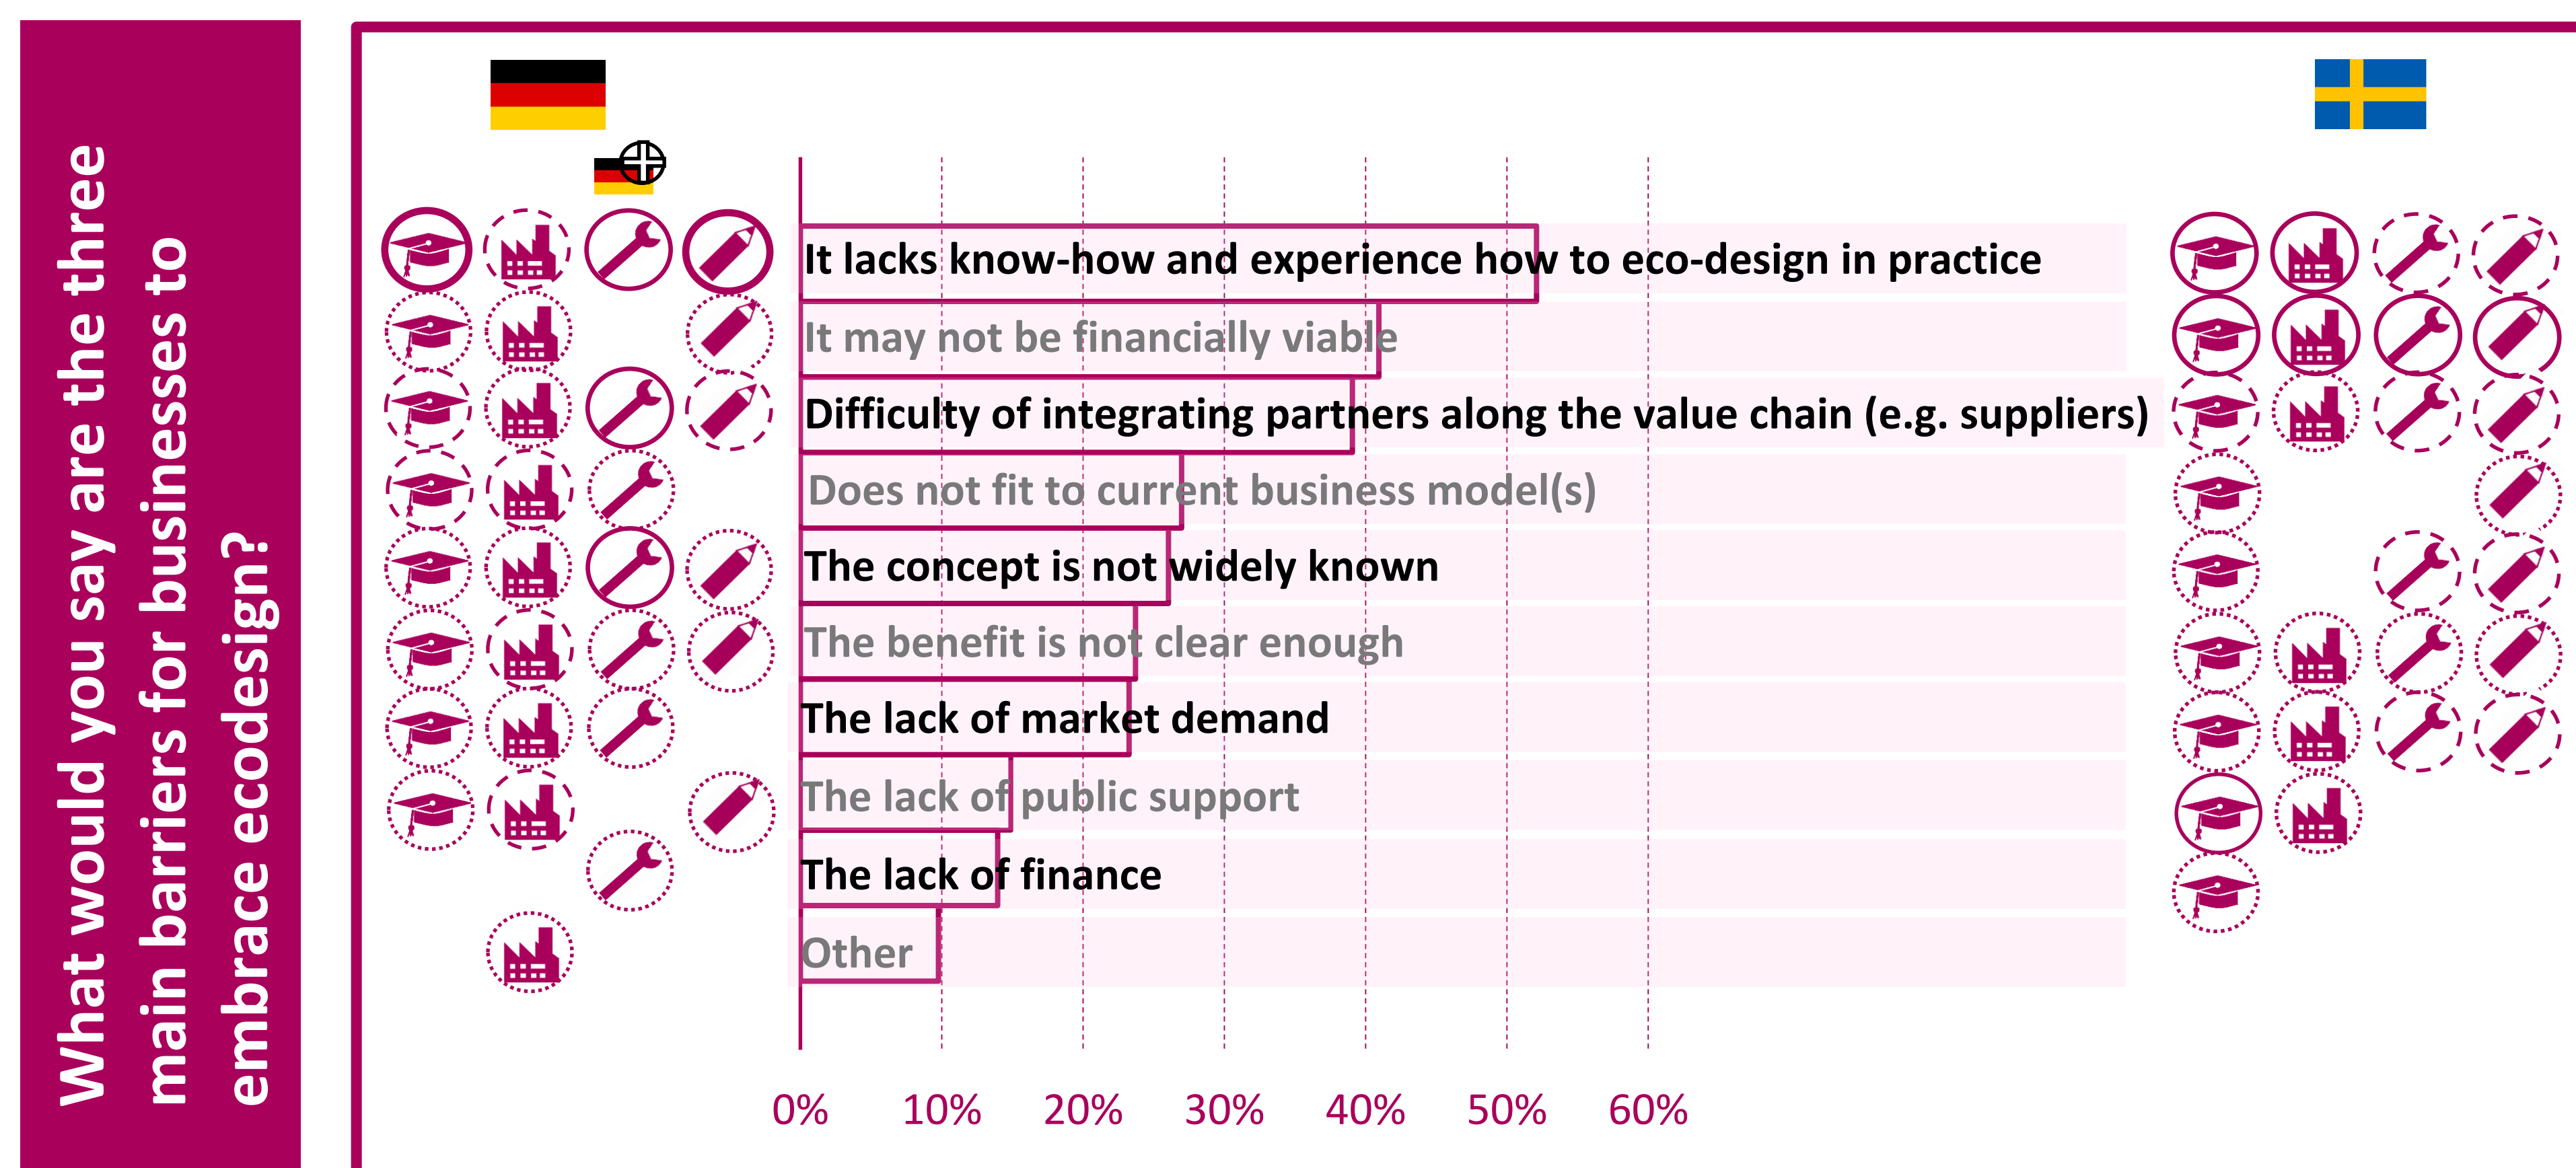 What would you say are the three
main barriers for businesses to
embrace ecodesign?
It lacks know-how and experience how to eco-design in practice
It may not be financially viable
Difficulty of integrating partners along the value chain (e.g. suppliers)
Does not fit to current business model(s)
The concept is not widely known
The benefit is not clear enough
The lack of market demand
The lack of public support
The lack of finance
Other
0% 10% 20% 30% 40% 50% 60%